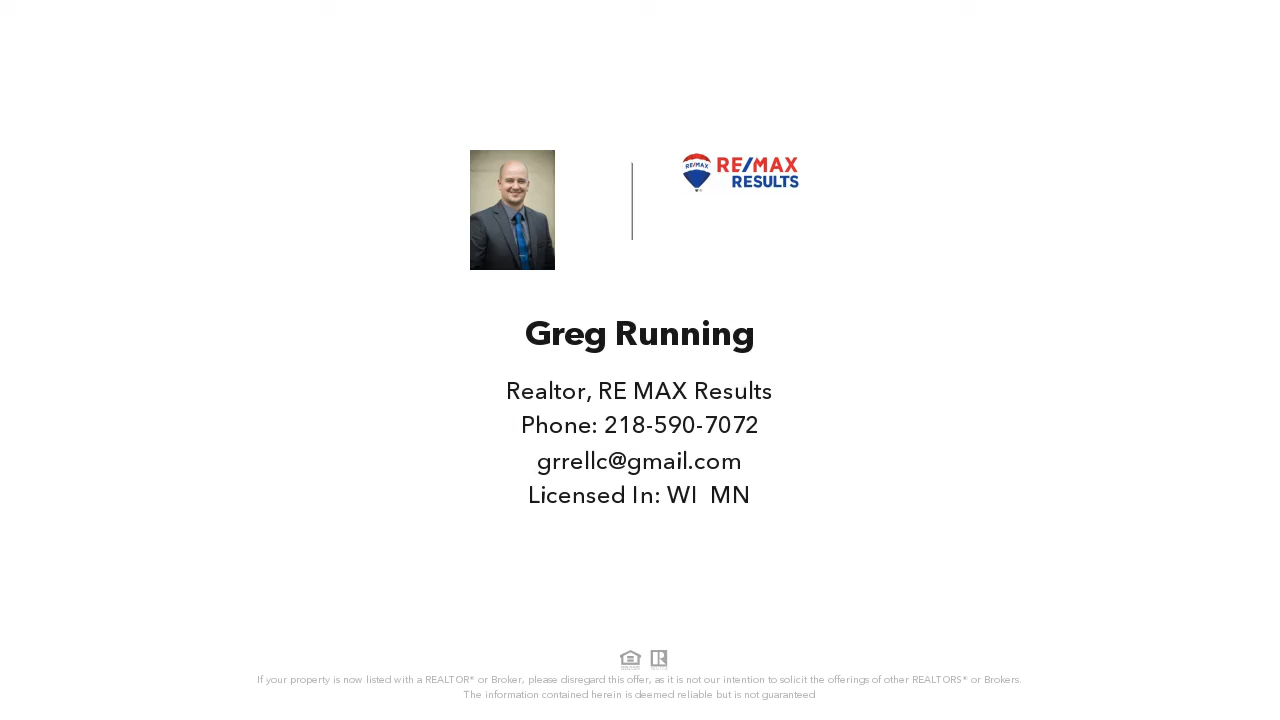 RE/MAX
RE/MAX
RESULTS
Greg Running
Realtor, RE MAX Results
Phone: 218-590-7072
grrellc@gmail.com
Licensed In: WI  MN
If your property is now listed with a REALTOR® or Broker, please disregard this offer, as it is not our intention to solicit the offerings of other REALTORS® or Brokers.
The information contained herein is deemed reliable but is not guaranteed